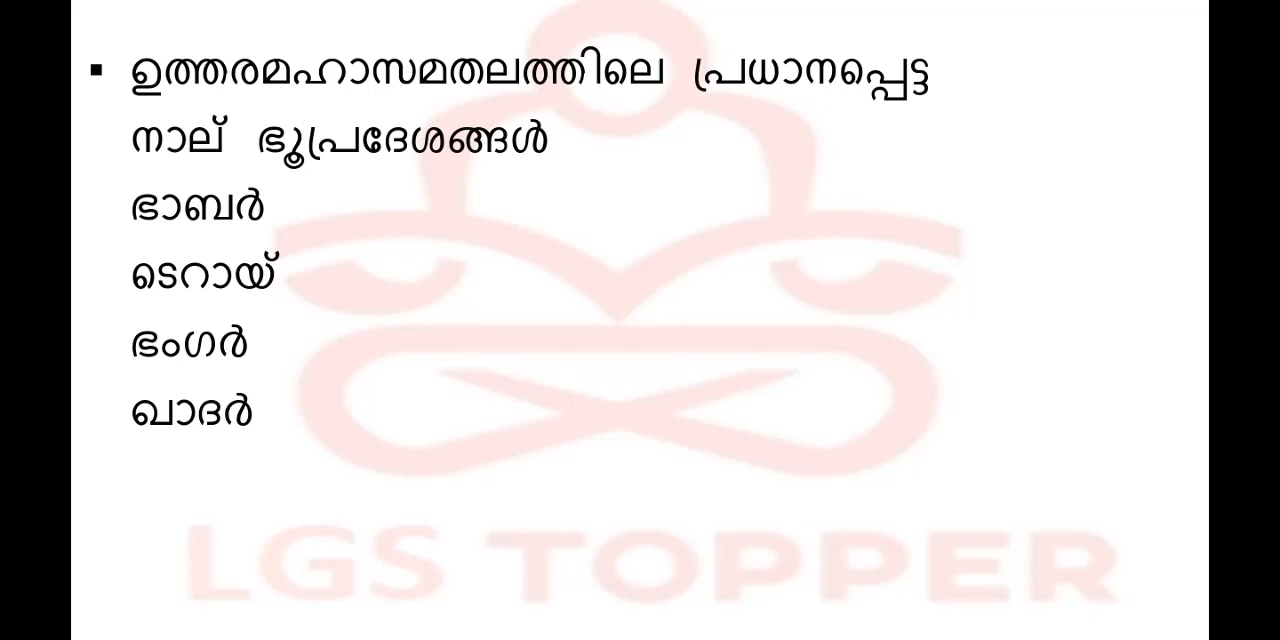 ▪ ഉത്തരമഹാസമതലത്തിലെ പ്രധാനപ്പെട്ട
നാല് ഭൂപ്രദേശങ്ങൾ
ഭാബർ
ടെറായ്
ഭംഗർ
ഖാദർ
LGS TOPPER